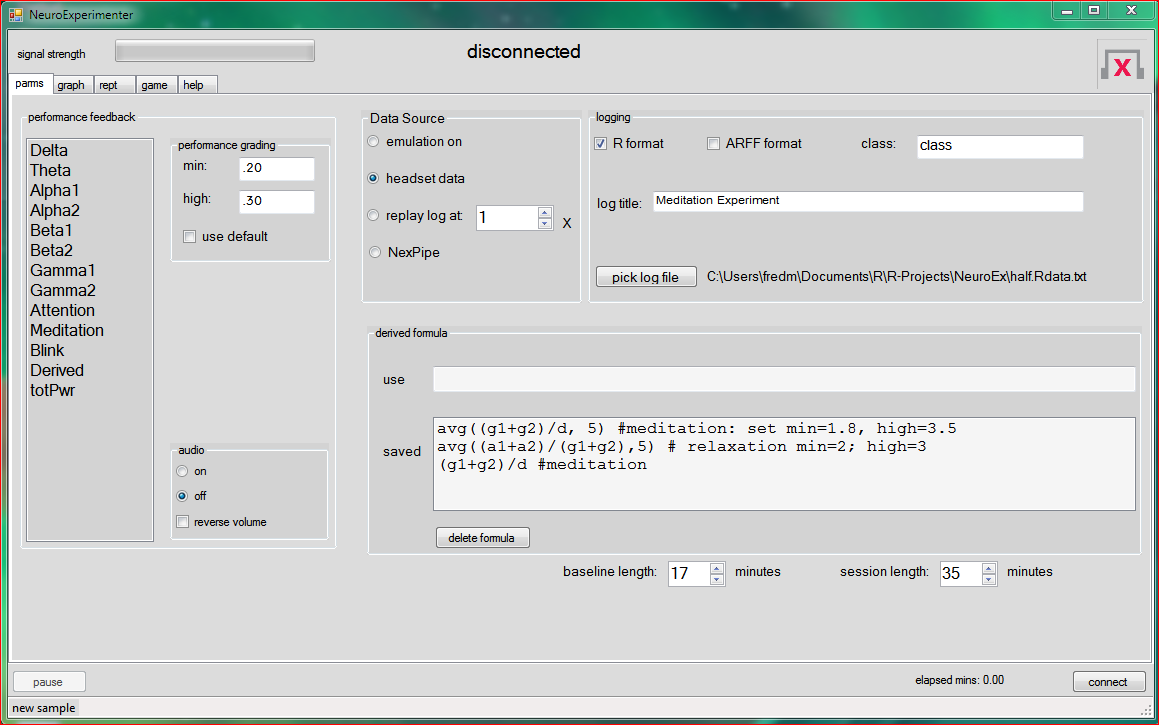 NeuroExperimenter
signal strength
disconnected
X
parms graph rept game help
performance feedback
Delta
Theta
Alpha1
Alpha2
Beta1
Beta2
Gamma1
Gamma2
Attention
Meditation
Blink
Derived
totPwr
performance grading
min: .20
high: .30
use default
audio
on
off
reverse volume
Data Source
emulation on
headset data
replay log at: 1 X
NexPipe
logging
R format ARFF format class: class
log title: Meditation Experiment
pick log file C:\Users\fredm\Documents\R\R-Projects\NeuroEx\half.Rdata.txt
derived formula
use
saved
avg((g1+g2)/d, 5) #meditation: set min=1.8, high=3.5
avg((a1+a2)/(g1+g2),5) # relaxation min=2; high=3
(g1+g2)/d #meditation
delete formula
baseline length: 17 minutes session length: 35 minutes
pause elapsed mins: 0.00 connect
new sample